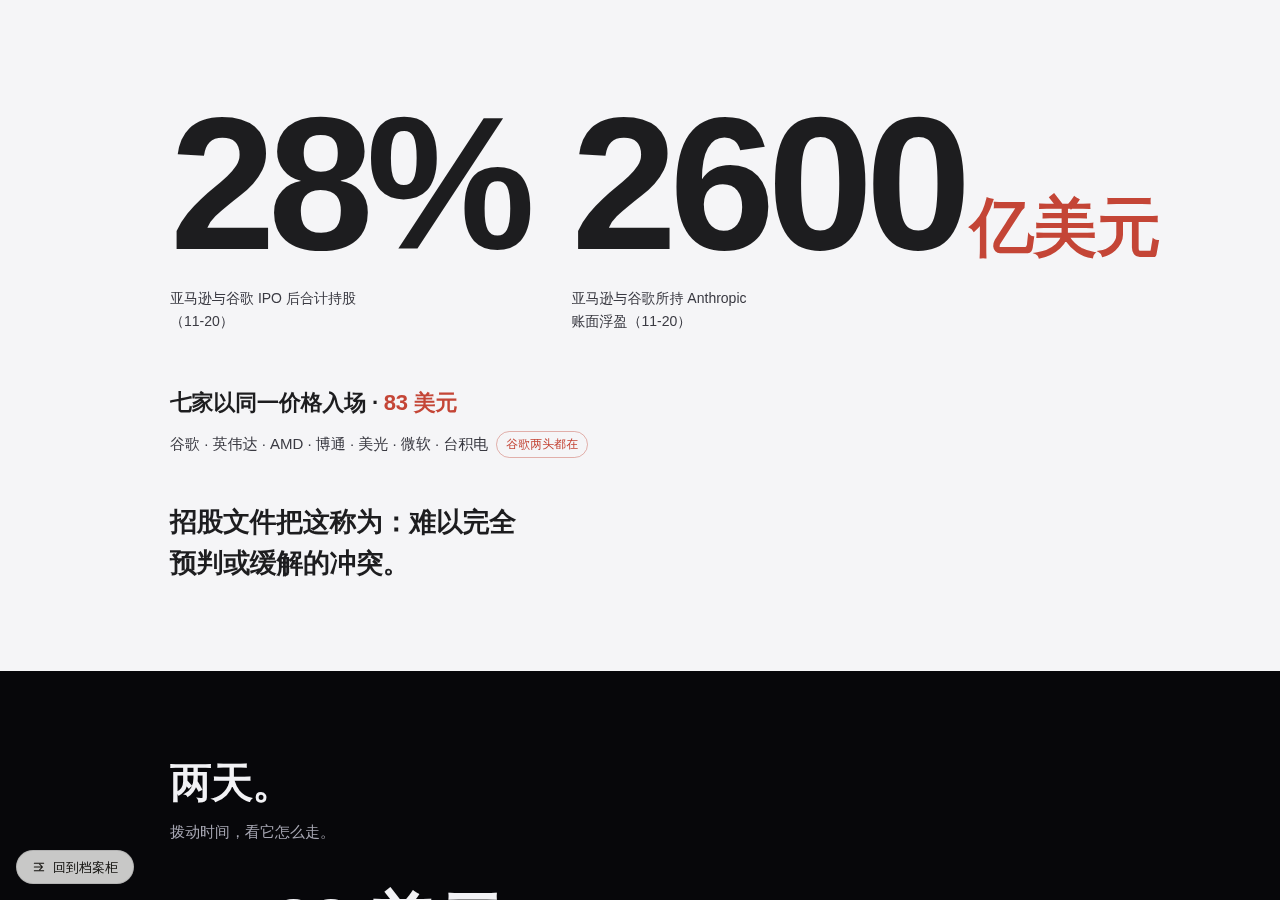 28%
亚马逊与谷歌 IPO 后合计持股
（11-20）
2600亿美元
亚马逊与谷歌所持 Anthropic
账面浮盈（11-20）
七家以同一价格入场 · 83 美元
谷歌 · 英伟达 · AMD · 博通 · 美光 · 微软 · 台积电 谷歌两头都在
招股文件把这称为：难以完全
预判或缓解的冲突。
两天。
拨动时间，看它怎么走。
回到档案柜